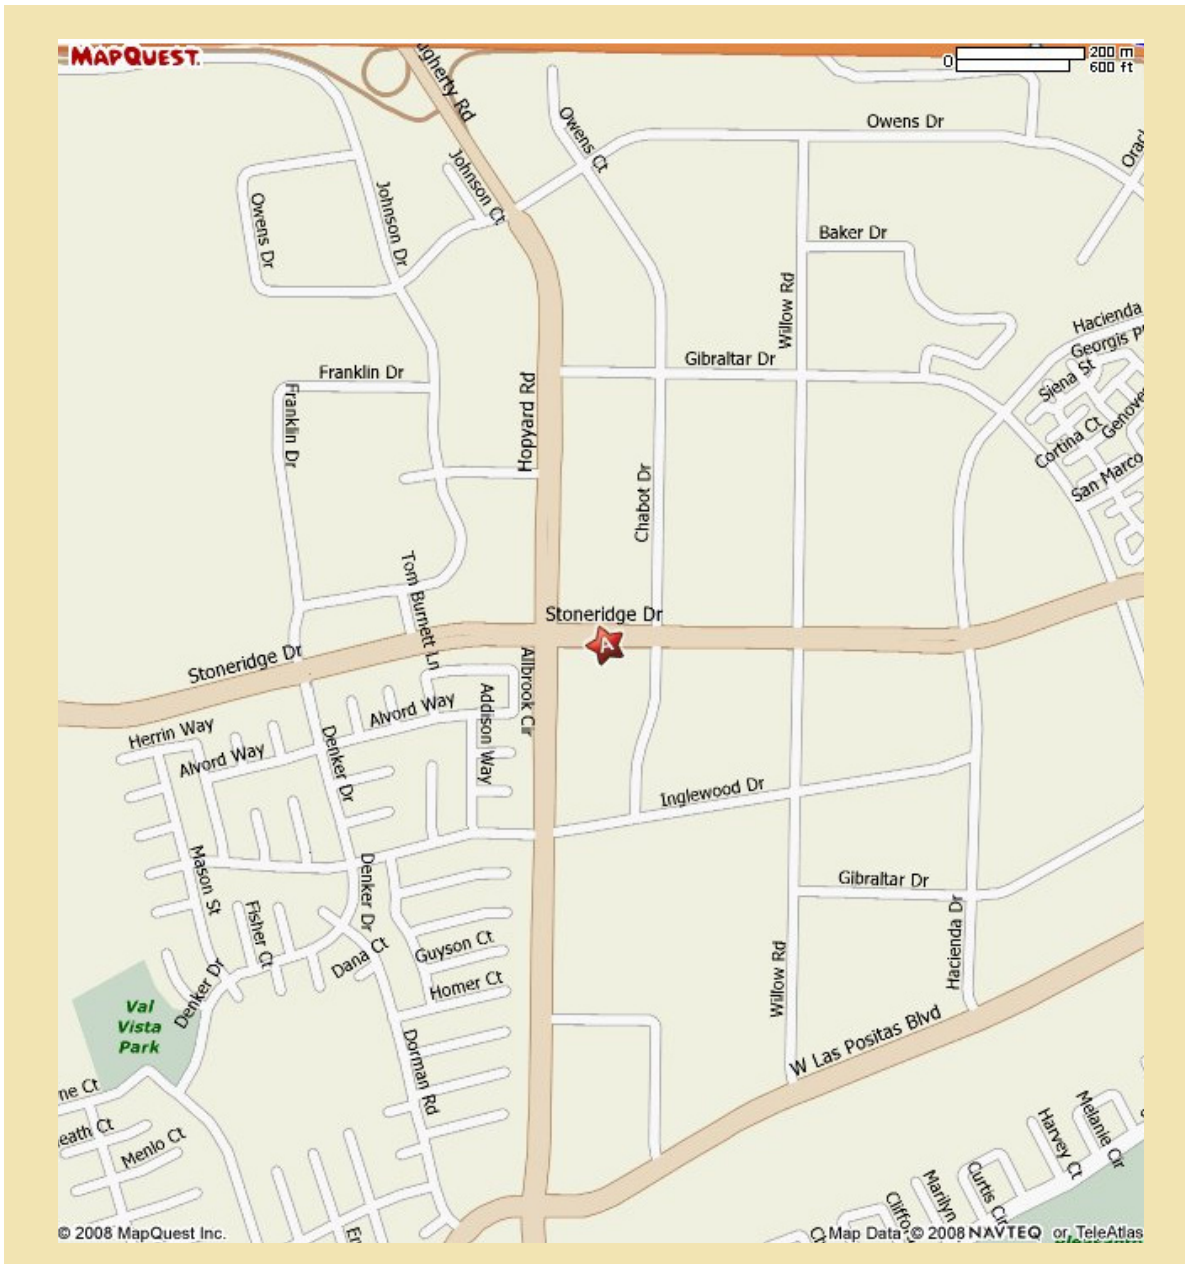 MAPQUEST.
0
200 m
600 ft
Owens Ct
Owens Dr
Johnson Ct
Johnson Dr
Owens Dr
Baker Dr
Willow Rd
Hacienda
Siena St
Cortina Ct
San Marco
Gibraltar Dr
Franklin Dr
Hopyard Rd
Franklin Dr
Chabot Dr
Tom Burnett Ln
Stoneridge Dr
A
Stoneridge Dr
Allbrook Cir
Addison Way
Alvord Way
Herrin Way
Alvord Way
Denker Dr
Inglewood Dr
Mason St
Denker Dr
Gibraltar Dr
Fisher Ct
Dana Ct
Guyson Ct
Homer Ct
Hacienda Dr
Willow Rd
Denker Dr
Val
Vista
Park
W Las Positas Blvd
Dorman Rd
Menlo Ct
Melanie Cir
Harvey Ct
Curtis Cir
Marilyn
© 2008 MapQuest Inc.
Map Data © 2008 NAVTEQ or TeleAtlas